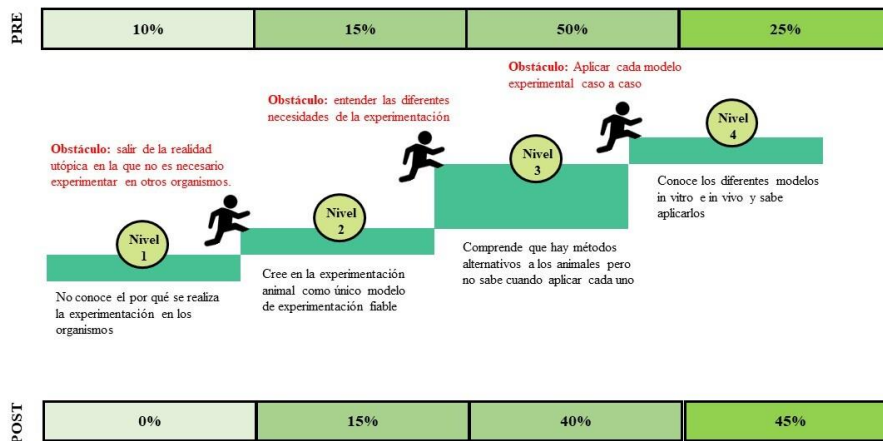 PRE
10%
15%
50%
25%
Obstáculo: salir de la realidad
utópica en la que no es necesario
experimentar en otros organismos.
Obstáculo: entender las diferentes
necesidades de la experimentación
Obstáculo: Aplicar cada modelo
experimental caso a caso
Nivel
1
Nivel
2
Nivel
3
Nivel
4
No conoce el por qué se realiza
la experimentación en los
organismos
Cree en la experimentación
animal como único modelo
de experimentación fiable
Comprende que hay métodos
alternativos a los animales pero
no sabe cuando aplicar cada uno
Conoce los diferentes modelos
in vitro e in vivo y sabe
aplicarlos
POST
0%
15%
40%
45%